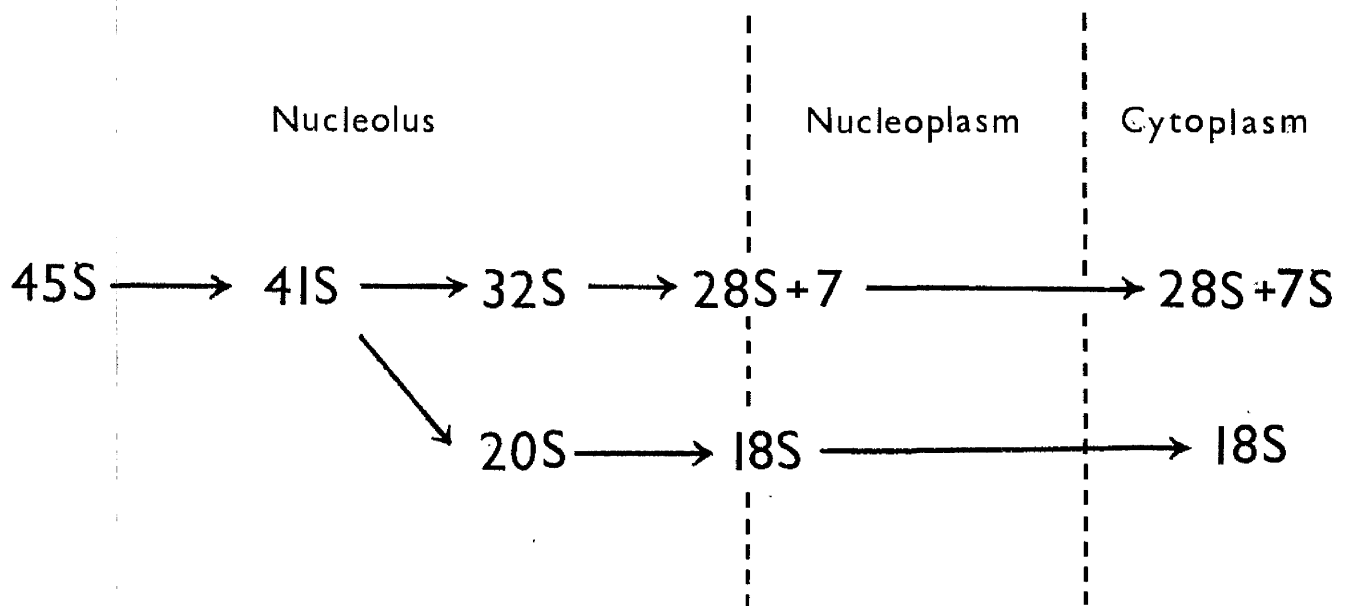 Nucleolus Nucleoplasm Cytoplasm
45S → 41S → 32S → 28S+7 → 28S+7S
20S → 18S → 18S